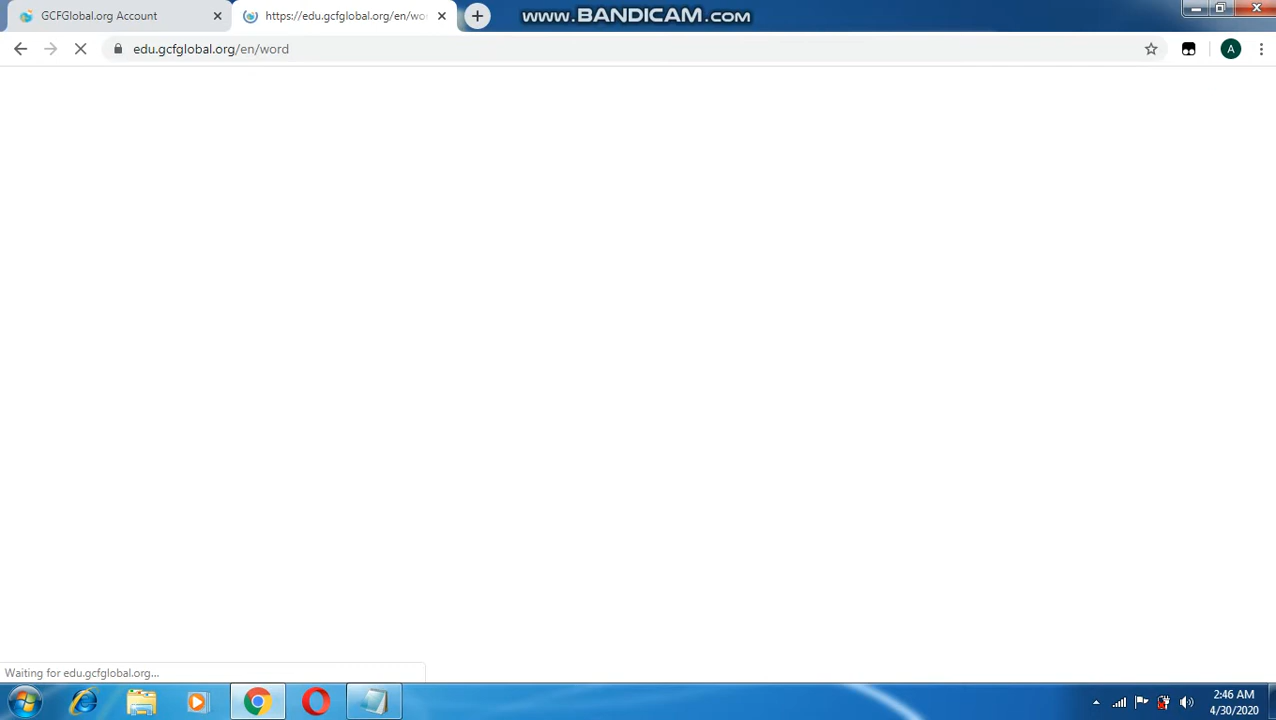 www.BANDICAM.com
GCFGlobal.org Account
https://edu.gcfglobal.org/en/wor
edu.gcfglobal.org/en/word
A
Waiting for edu.gcfglobal.org...
2:46 AM
4/30/2020